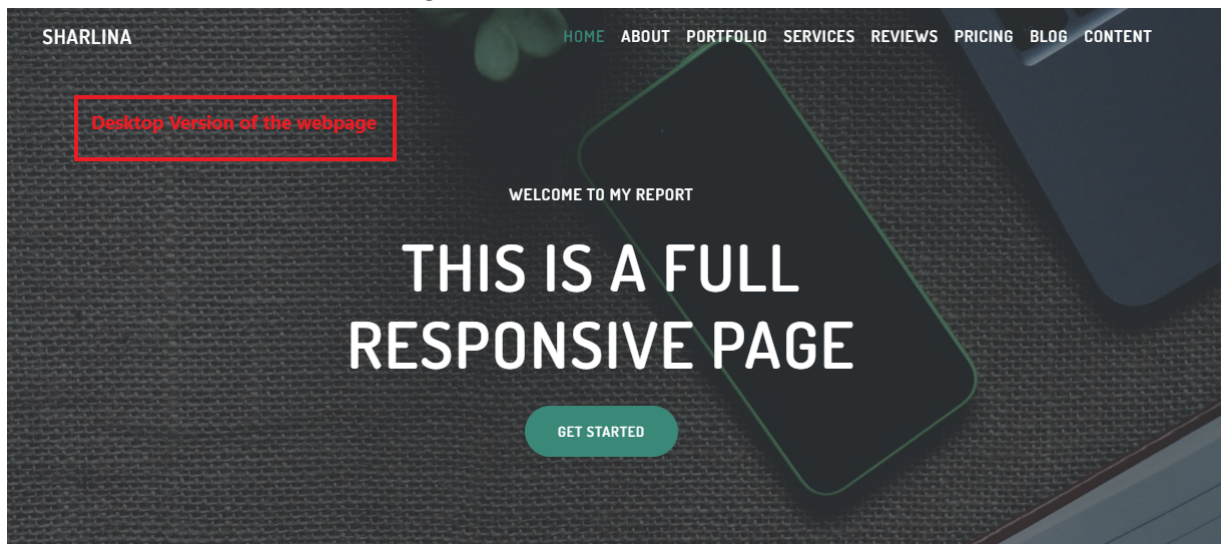 SHARLINA HOME ABOUT PORTFOLIO SERVICES REVIEWS PRICING BLOG CONTENT
Desktop Version of the webpage
WELCOME TO MY REPORT
THIS IS A FULL
RESPONSIVE PAGE
GET STARTED